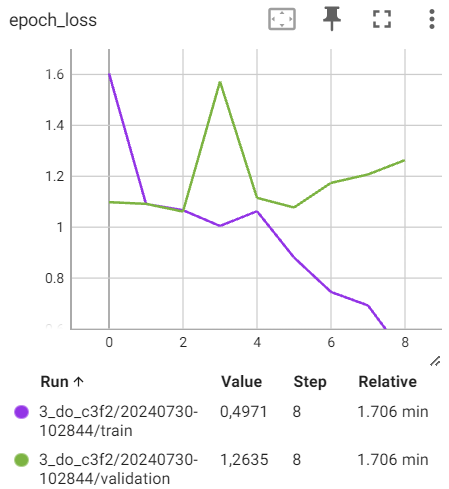 epoch_loss
1.6
1.4
1.2
1
0.8
0 2 4 6 8
Run ↑ Value Step Relative
3_do_c3f2/20240730-
102844/train 0,4971 8 1.706 min
3_do_c3f2/20240730-
102844/validation 1,2635 8 1.706 min